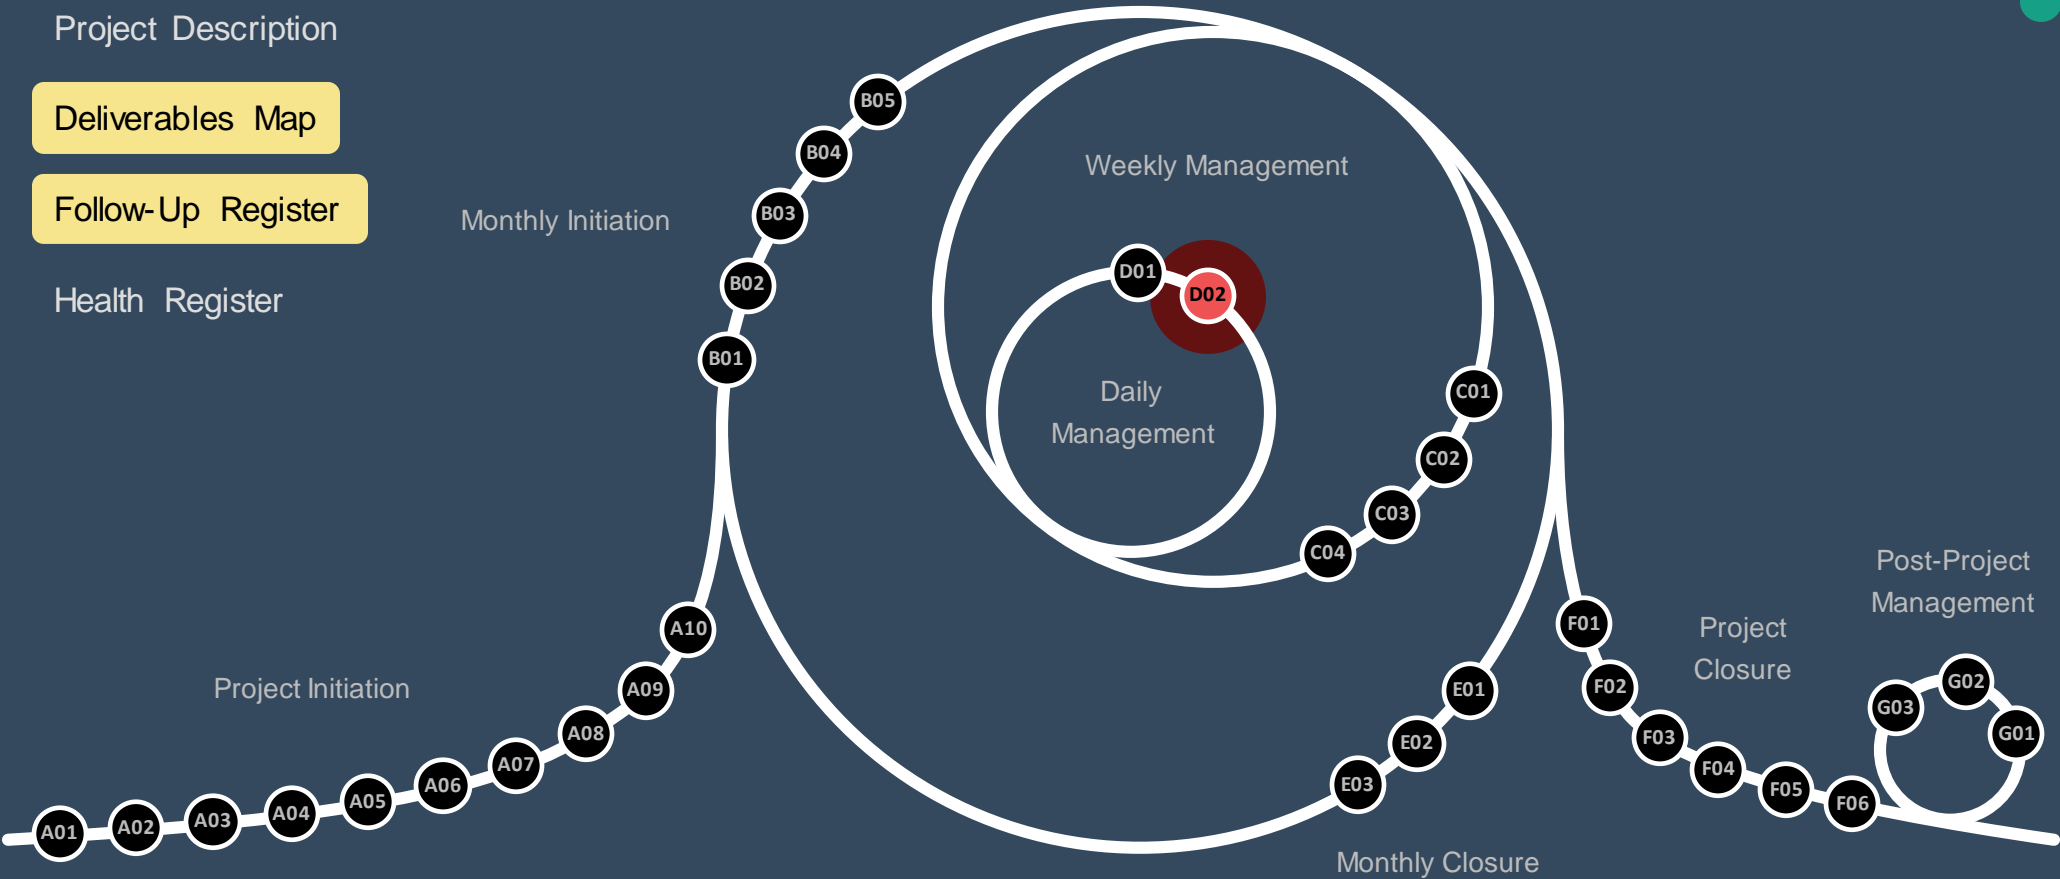 Project Description
Deliverables Map
Follow-Up Register
Health Register
Monthly Initiation
Weekly Management
Daily
Management
Project Initiation
Monthly Closure
Project
Closure
Post-Project
Management
A01
A02
A03
A04
A05
A06
A07
A08
A09
A10
B01
B02
B03
B04
B05
C01
C02
C03
C04
D01
D02
E01
E02
E03
F01
F02
F03
F04
F05
F06
G01
G02
G03